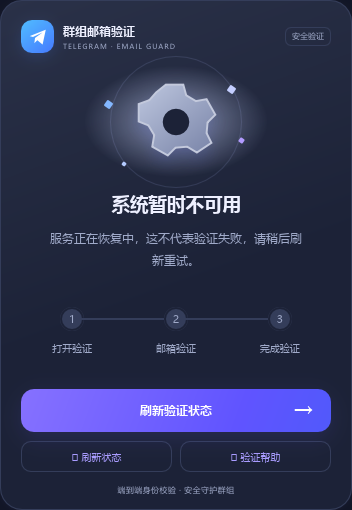 群组邮箱验证
TELEGRAM · EMAIL GUARD
安全验证
系统暂时不可用
服务正在恢复中，这不代表验证失败，请稍后刷
新重试。
1 2 3
打开验证 邮箱验证 完成验证
刷新验证状态 →
刷新状态 验证帮助
端到端身份校验 · 安全守护群组